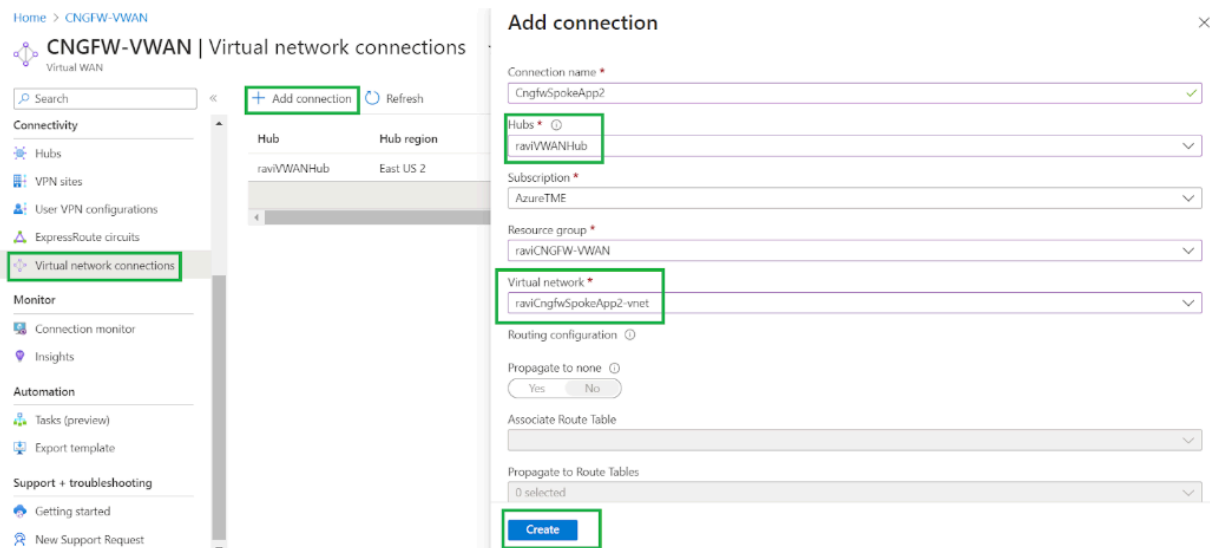 Home > CNGFW-VWAN
CNGFW-VWAN | Virtual network connections
Virtual WAN
Search
«
Connectivity
Hubs
VPN sites
User VPN configurations
ExpressRoute circuits
Virtual network connections
Monitor
Connection monitor
Insights
Automation
Tasks (preview)
Export template
Support + troubleshooting
Getting started
New Support Request
+ Add connection Refresh
Hub Hub region
raviVWANHub East US 2
Add connection
Connection name *
CngfwSpokeApp2
Hubs *
raviVWANHub
Subscription *
AzureTME
Resource group *
raviCNGFW-VWAN
Virtual network *
raviCngfwSpokeApp2-vnet
Routing configuration
Propagate to none
Yes No
Associate Route Table
Propagate to Route Tables
0 selected
Create